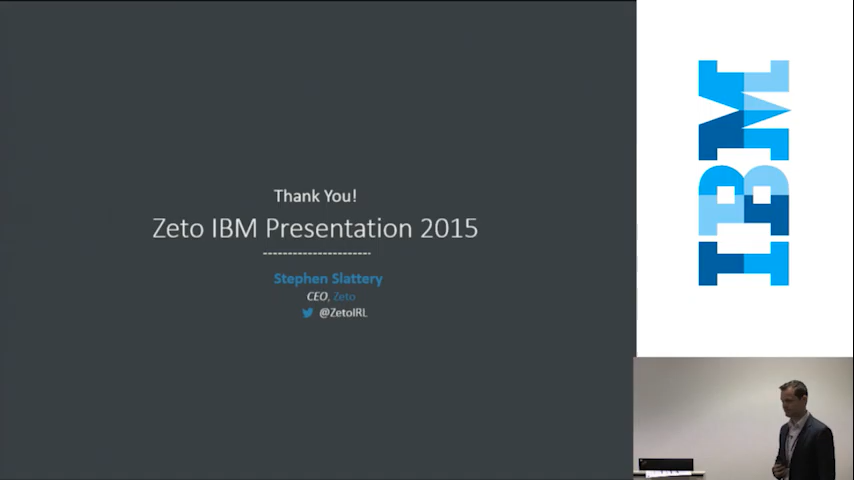 Thank You!
Zeto IBM Presentation 2015
Stephen Slattery
CEO, Zeto
@ZetoIRL
IBM